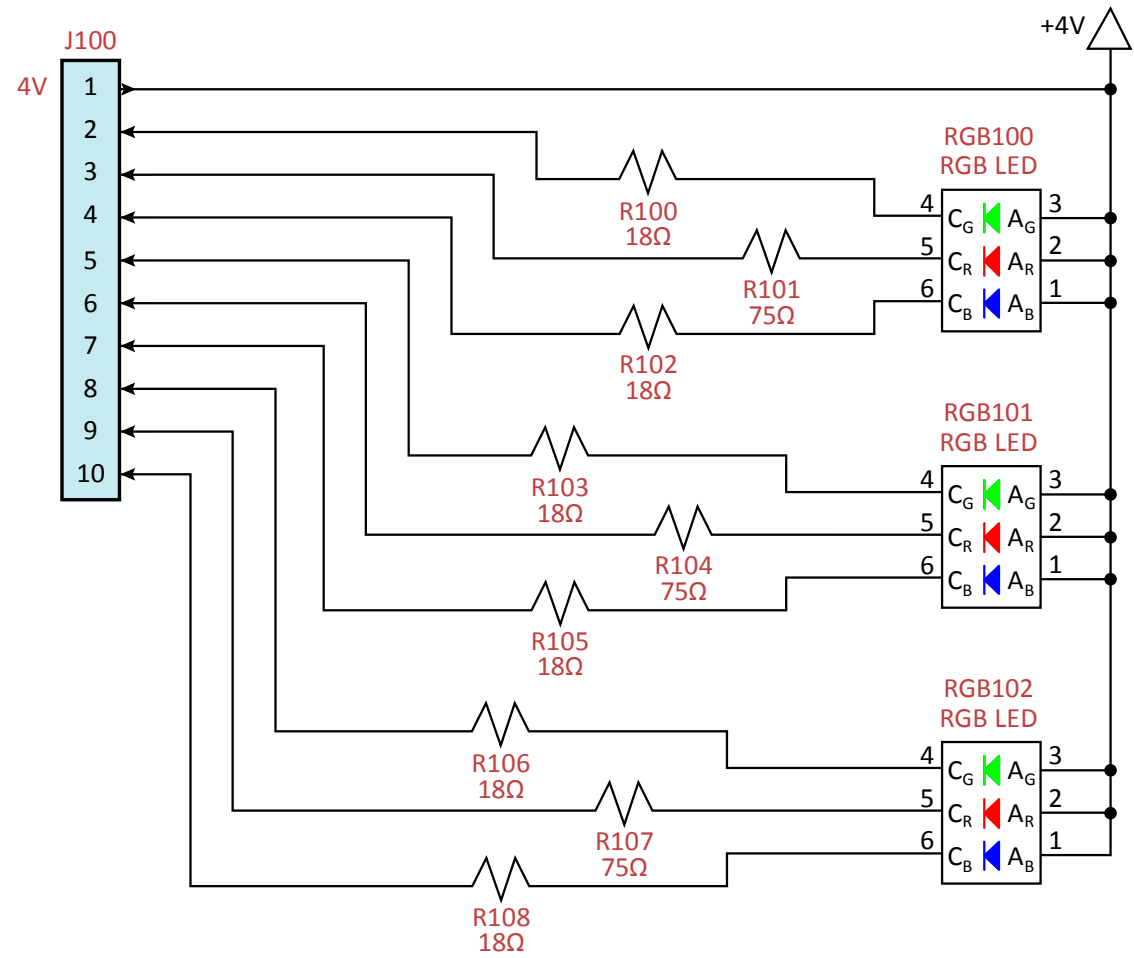 +4V
J100
4V
1
2
3
4
5
6
7
8
9
10
R100
18Ω
R101
75Ω
R102
18Ω
RGB100
RGB LED
4 C_G A_G 3
5 C_R A_R 2
6 C_B A_B 1
R103
18Ω
R104
75Ω
R105
18Ω
RGB101
RGB LED
4 C_G A_G 3
5 C_R A_R 2
6 C_B A_B 1
R106
18Ω
R107
75Ω
R108
18Ω
RGB102
RGB LED
4 C_G A_G 3
5 C_R A_R 2
6 C_B A_B 1